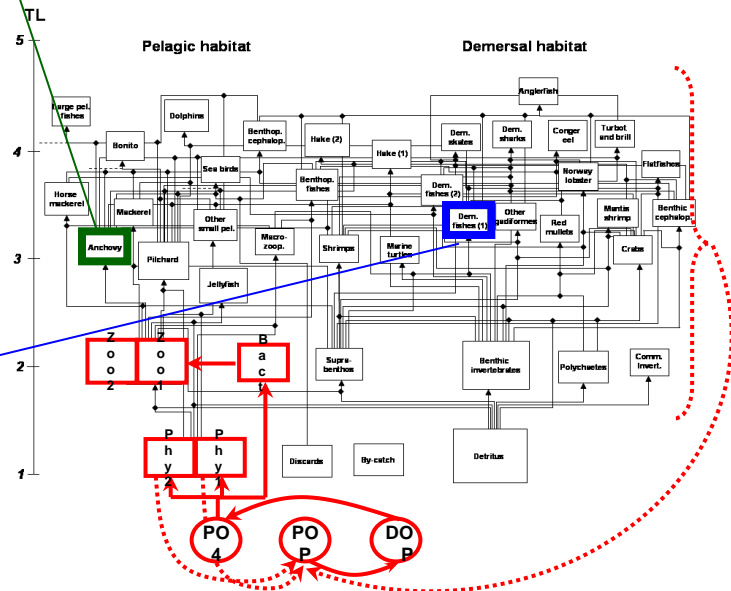 TL
5
Pelagic habitat
Demersal habitat
Anglerfish
Large pel.
fishes
Dolphins
Benthop.
cephalop.
Hake (2)
Dem.
skates
Dem.
sharks
Conger
eel
Turbot
and brill
4
Bonito
Hake (1)
Sea birds
Flatfishes
Norway
lobster
Benthop.
fishes
Dem.
fishes (2)
Horse
mackerel
Mackerel
Other
small pel.
Dem.
fishes (1)
Other
gadiformes
Red
mullets
Mantis
shrimp
Benthic
cephalop.
Anchovy
Pilchard
Macro-
zoop.
Shrimps
Marine
turtles
Crabs
3
Jellyfish
Zoo2
Zoo1
Bact
2
Supra-
benthos
Benthic
invertebrates
Polychaetes
Comm.
Invert.
Phy2
Phy1
1
Discards
By-catch
Detritus
PO
4
PO
P
DO
P